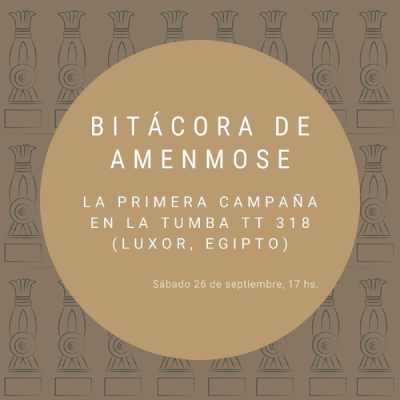 BITÁCORA DE
AMENMOSE
LA PRIMERA CAMPAÑA
EN LA TUMBA TT 318
(LUXOR, EGIPTO)
Sábado 26 de septiembre, 17 hs.